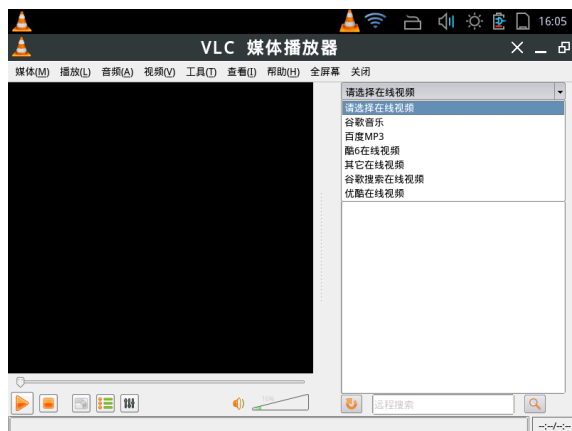 16:05
VLC 媒体播放器
媒体(M) 播放(L) 音频(A) 视频(V) 工具(T) 查看(I) 帮助(H) 全屏幕 关闭
请选择在线视频
请选择在线视频
谷歌音乐
百度MP3
酷6在线视频
其它在线视频
谷歌搜索在线视频
优酷在线视频
16%
远程搜索
--:--/--:--